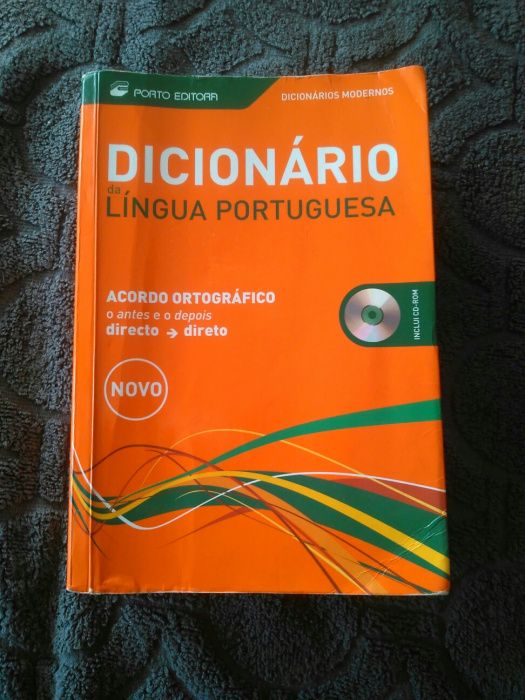 PORTO EDITORA
DICIONÁRIOS MODERNOS
DICIONÁRIO
da
LÍNGUA PORTUGUESA
ACORDO ORTOGRÁFICO
o antes e o depois
directo → direto
INCLUI CD-ROM
NOVO